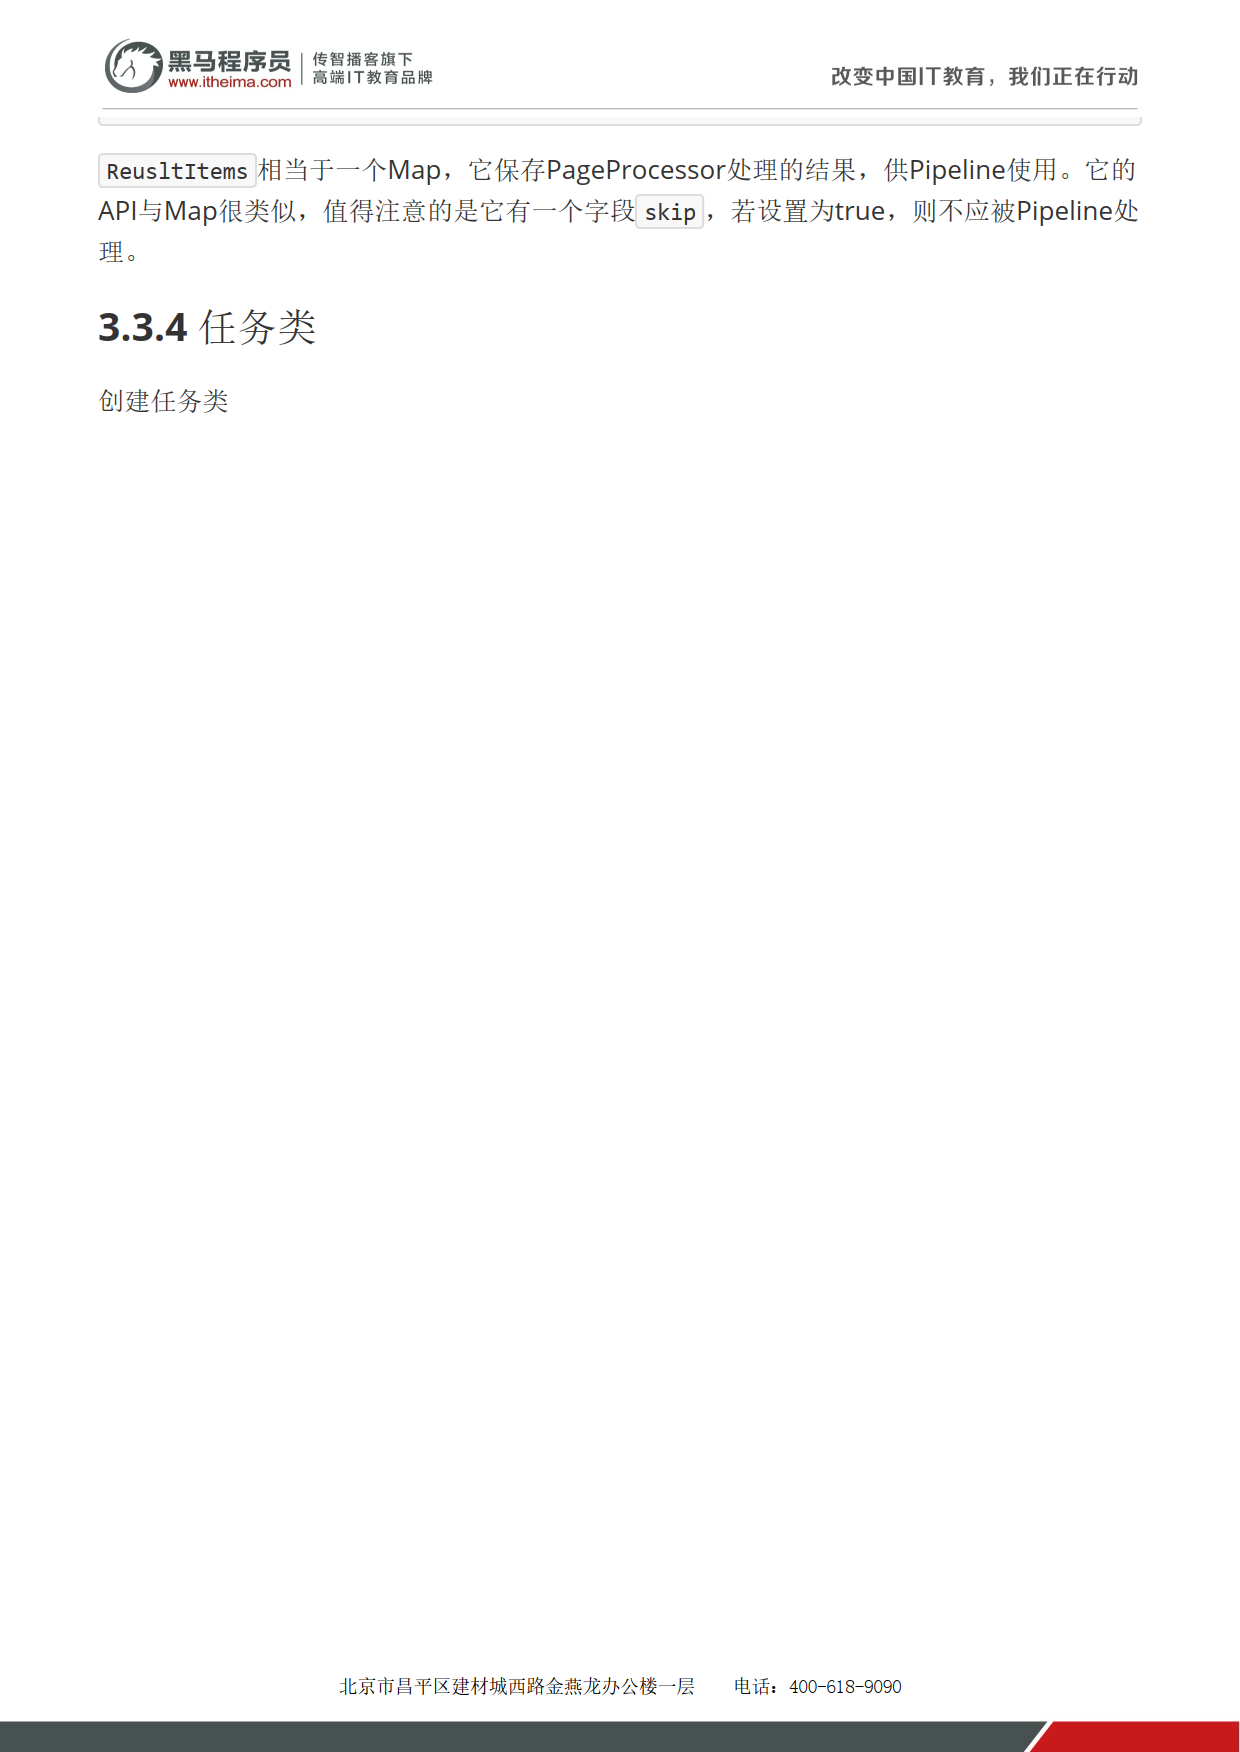 黑马程序员
www.itheima.com
传智播客旗下
高端IT教育品牌
改变中国IT教育，我们正在行动
ReusltItems相当于一个Map，它保存PageProcessor处理的结果，供Pipeline使用。它的
API与Map很类似，值得注意的是它有一个字段skip，若设置为true，则不应被Pipeline处
理。
3.3.4 任务类
创建任务类
北京市昌平区建材城西路金燕龙办公楼一层 电话：400-618-9090